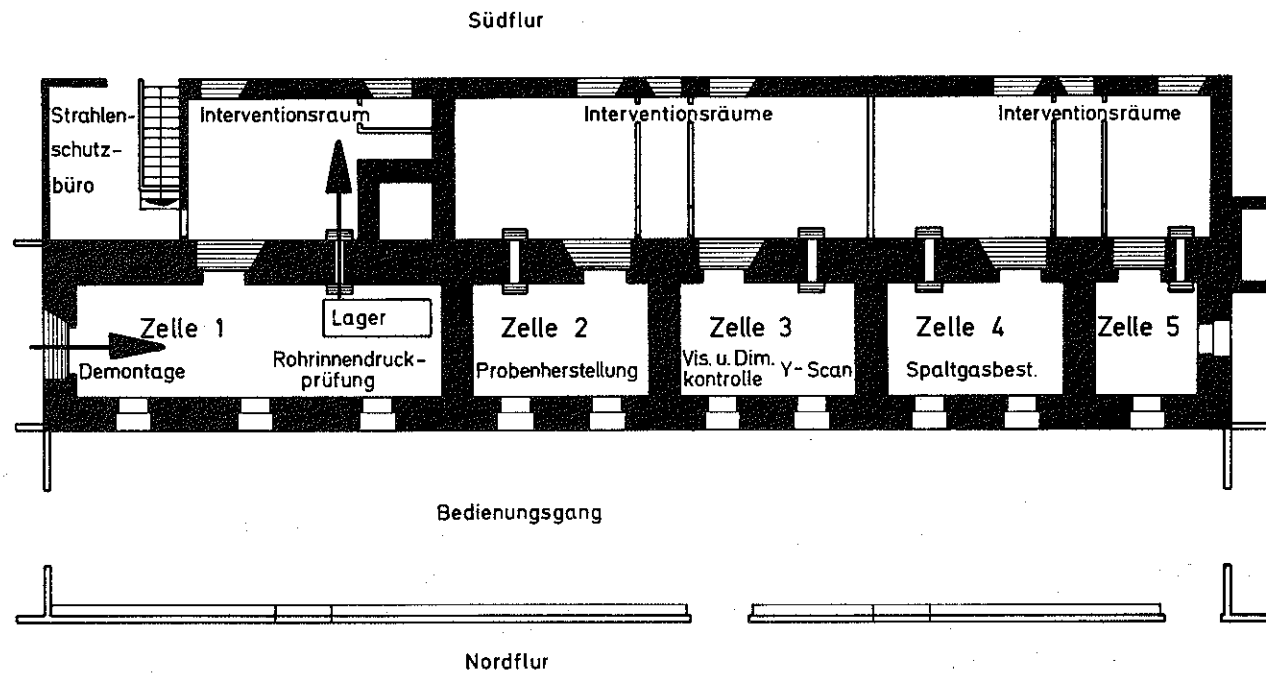 Südflur
Strahlen-
schutz-
büro
Interventionsraum
Interventionsräume
Interventionsräume
Zelle 1
Demontage
Lager
Rohrinnendruck-
prüfung
Zelle 2
Probenherstellung
Zelle 3
Vis. u. Dim.
kontrolle
Y-Scan
Zelle 4
Spaltgasbest.
Zelle 5
Bedienungsgang
Nordflur